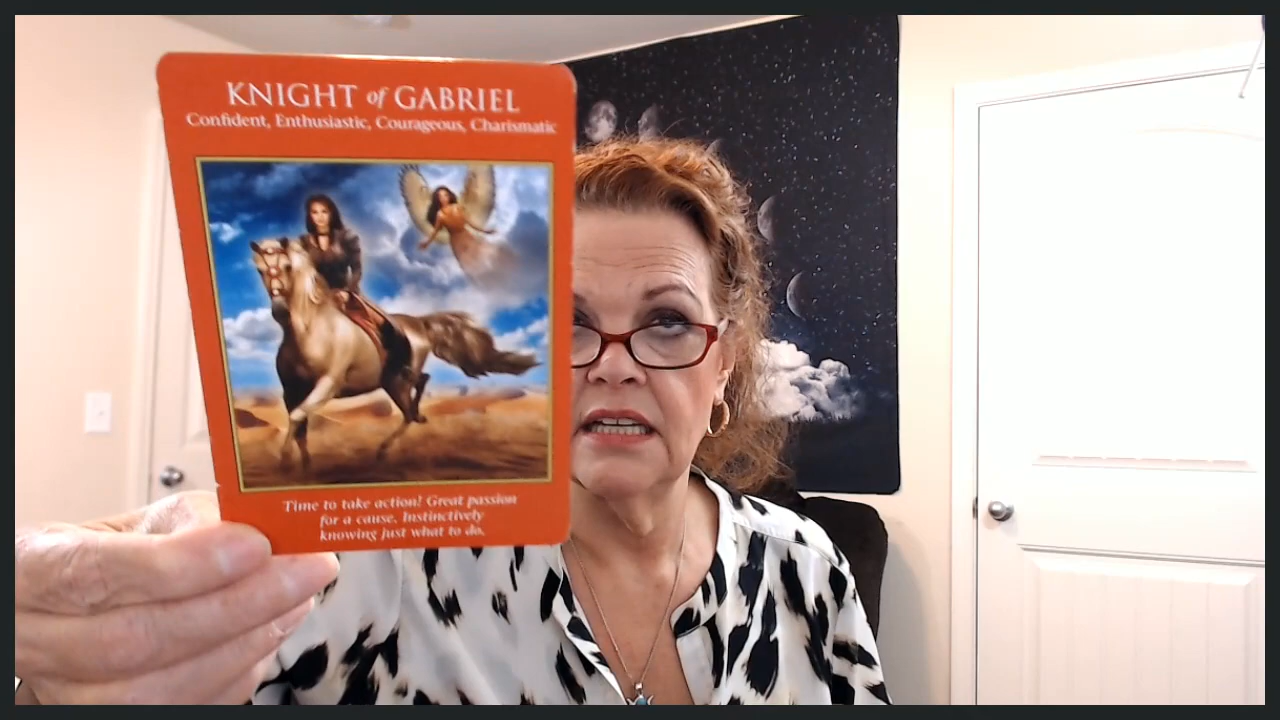 KNIGHT of GABRIEL
Confident, Enthusiastic, Courageous, Charismatic
Time to take action! Great passion
for a cause. Instinctively
knowing just what to do.